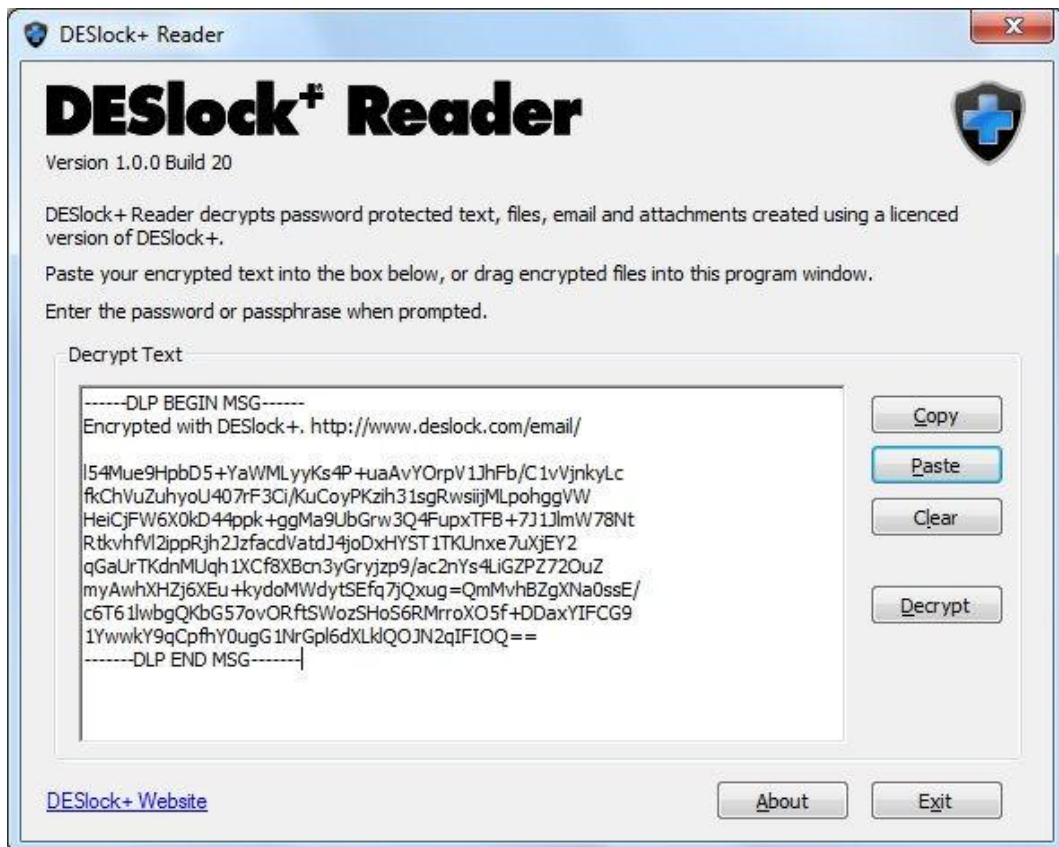 DESlock+ Reader
DESlock+ Reader
Version 1.0.0 Build 20
DESlock+ Reader decrypts password protected text, files, email and attachments created using a licenced
version of DESlock+.
Paste your encrypted text into the box below, or drag encrypted files into this program window.
Enter the password or passphrase when prompted.
Decrypt Text
------DLP BEGIN MSG------
Encrypted with DESlock+. http://www.deslock.com/email/
l54Mue9HpbD5+YaWMLyyKs4P+uaAvYOrpV1JhFb/C1vVjnkyLc
fkChVuZuhyoU407rF3Ci/KuCoyPKzih31sgRwsiijMLpohggVW
HeiCjFW6X0kD44ppk+ggMa9UbGrw3Q4FupxTFB+7J1JlmW78Nt
RtkvhfVl2ippRjh2JzfacdVatdJ4joDxHYST1TKUnxe7uXjEY2
qGaUrTKdnMUqh1XCf8XBcn3yGryjzp9/ac2nYs4LiGZPZ72OuZ
myAwhXHZj6XEu+kydoMWdytSEfq7jQxug=QmMvhBZgXNa0ssE/
c6T61lwbgQKbG57ovORftSWozSHoS6RMrroXO5f+DDaxYIFCG9
1YwwkY9qCpfhY0ugG1NrGpl6dXLklQOJN2qIFIOQ==
-------DLP END MSG-------
Copy
Paste
Clear
Decrypt
DESlock+ Website
About
Exit